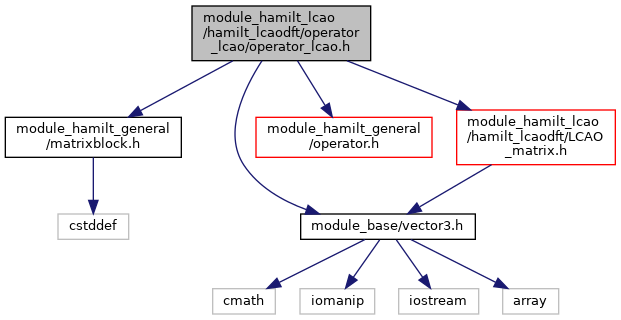 module_hamilt_lcao
/hamilt_lcaodft/operator
_lcao/operator_lcao.h
module_hamilt_general
/matrixblock.h
module_hamilt_general
/operator.h
module_hamilt_lcao
/hamilt_lcaodft/LCAO
_matrix.h
cstddef
module_base/vector3.h
cmath
iomanip
iostream
array